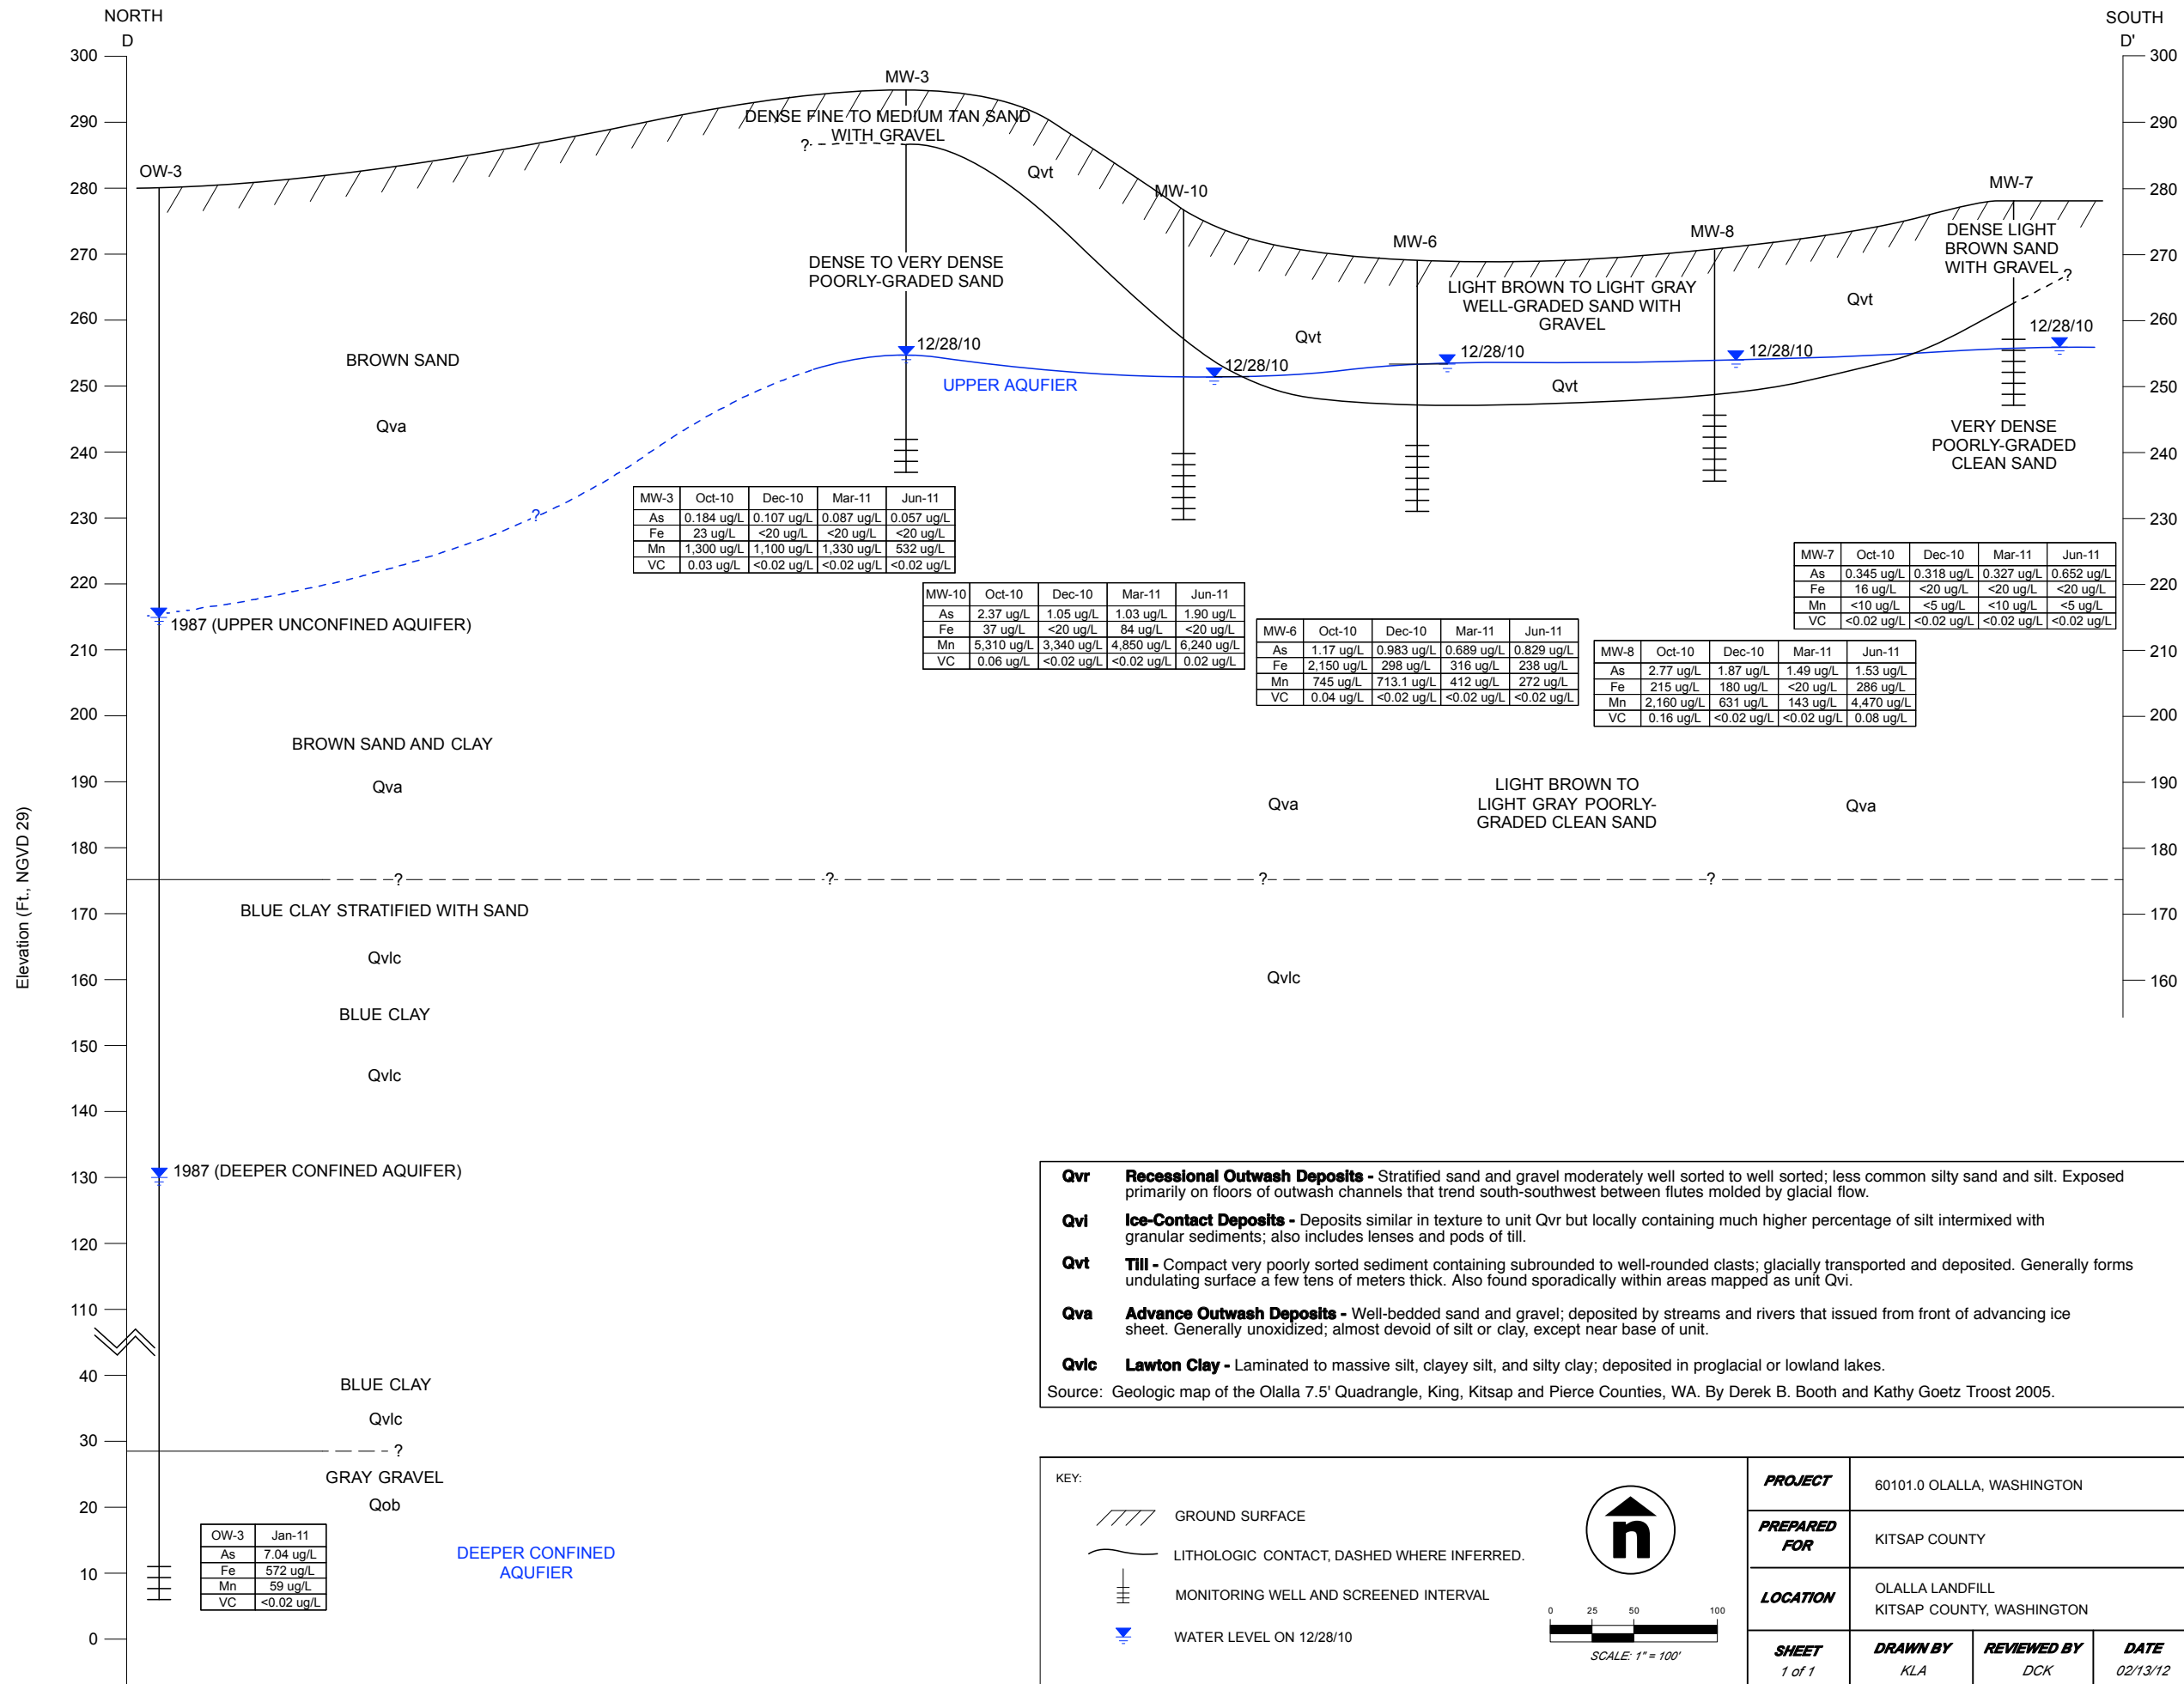 NORTH
D
SOUTH
D'
300
290
280
270
260
250
240
230
220
210
200
190
180
170
160
150
140
130
120
110
40
30
20
10
0
Elevation (Ft., NGVD 29)
300
290
280
270
260
250
240
230
220
210
200
190
180
170
160
OW-3
MW-3
MW-10
MW-6
MW-8
MW-7
DENSE FINE TO MEDIUM TAN SAND
WITH GRAVEL
?
Qvt
DENSE TO VERY DENSE
POORLY-GRADED SAND
LIGHT BROWN TO LIGHT GRAY
WELL-GRADED SAND WITH
GRAVEL
Qvt
Qvt
DENSE LIGHT
BROWN SAND
WITH GRAVEL
?
12/28/10
12/28/10
12/28/10
12/28/10
12/28/10
UPPER AQUFIER
Qvt
BROWN SAND
Qva
VERY DENSE
POORLY-GRADED
CLEAN SAND
?
1987 (UPPER UNCONFINED AQUIFER)
MW-3 Oct-10 Dec-10 Mar-11 Jun-11
As 0.184 ug/L 0.107 ug/L 0.087 ug/L 0.057 ug/L
Fe 23 ug/L <20 ug/L <20 ug/L <20 ug/L
Mn 1,300 ug/L 1,100 ug/L 1,330 ug/L 532 ug/L
VC 0.03 ug/L <0.02 ug/L <0.02 ug/L <0.02 ug/L
MW-10 Oct-10 Dec-10 Mar-11 Jun-11
As 2.37 ug/L 1.05 ug/L 1.03 ug/L 1.90 ug/L
Fe 37 ug/L <20 ug/L 84 ug/L <20 ug/L
Mn 5,310 ug/L 3,340 ug/L 4,850 ug/L 6,240 ug/L
VC 0.06 ug/L <0.02 ug/L <0.02 ug/L 0.02 ug/L
MW-6 Oct-10 Dec-10 Mar-11 Jun-11
As 1.17 ug/L 0.983 ug/L 0.689 ug/L 0.829 ug/L
Fe 2,150 ug/L 298 ug/L 316 ug/L 238 ug/L
Mn 745 ug/L 713.1 ug/L 412 ug/L 272 ug/L
VC 0.04 ug/L <0.02 ug/L <0.02 ug/L <0.02 ug/L
MW-8 Oct-10 Dec-10 Mar-11 Jun-11
As 2.77 ug/L 1.87 ug/L 1.49 ug/L 1.53 ug/L
Fe 215 ug/L 180 ug/L <20 ug/L 286 ug/L
Mn 2,160 ug/L 631 ug/L 143 ug/L 4,470 ug/L
VC 0.16 ug/L <0.02 ug/L <0.02 ug/L 0.08 ug/L
MW-7 Oct-10 Dec-10 Mar-11 Jun-11
As 0.345 ug/L 0.318 ug/L 0.327 ug/L 0.652 ug/L
Fe 16 ug/L <20 ug/L <20 ug/L <20 ug/L
Mn <10 ug/L <5 ug/L <10 ug/L <5 ug/L
VC <0.02 ug/L <0.02 ug/L <0.02 ug/L <0.02 ug/L
BROWN SAND AND CLAY
Qva
Qva
LIGHT BROWN TO
LIGHT GRAY POORLY-
GRADED CLEAN SAND
Qva
? ? ? ?
BLUE CLAY STRATIFIED WITH SAND
Qvlc
Qvlc
BLUE CLAY
Qvlc
1987 (DEEPER CONFINED AQUIFER)
BLUE CLAY
Qvlc
?
GRAY GRAVEL
Qob
DEEPER CONFINED
AQUFIER
OW-3 Jan-11
As 7.04 ug/L
Fe 572 ug/L
Mn 59 ug/L
VC <0.02 ug/L
Qvr Recessional Outwash Deposits - Stratified sand and gravel moderately well sorted to well sorted; less common silty sand and silt. Exposed
primarily on floors of outwash channels that trend south-southwest between flutes molded by glacial flow.
Qvi Ice-Contact Deposits - Deposits similar in texture to unit Qvr but locally containing much higher percentage of silt intermixed with
granular sediments; also includes lenses and pods of till.
Qvt Till - Compact very poorly sorted sediment containing subrounded to well-rounded clasts; glacially transported and deposited. Generally forms
undulating surface a few tens of meters thick. Also found sporadically within areas mapped as unit Qvi.
Qva Advance Outwash Deposits - Well-bedded sand and gravel; deposited by streams and rivers that issued from front of advancing ice
sheet. Generally unoxidized; almost devoid of silt or clay, except near base of unit.
Qvlc Lawton Clay - Laminated to massive silt, clayey silt, and silty clay; deposited in proglacial or lowland lakes.
Source: Geologic map of the Olalla 7.5' Quadrangle, King, Kitsap and Pierce Counties, WA. By Derek B. Booth and Kathy Goetz Troost 2005.
KEY:
GROUND SURFACE
LITHOLOGIC CONTACT, DASHED WHERE INFERRED.
MONITORING WELL AND SCREENED INTERVAL
WATER LEVEL ON 12/28/10
n
0 25 50 100
SCALE: 1" = 100'
PROJECT
60101.0 OLALLA, WASHINGTON
PREPARED
FOR
KITSAP COUNTY
LOCATION
OLALLA LANDFILL
KITSAP COUNTY, WASHINGTON
SHEET
1 of 1
DRAWN BY
KLA
REVIEWED BY
DCK
DATE
02/13/12